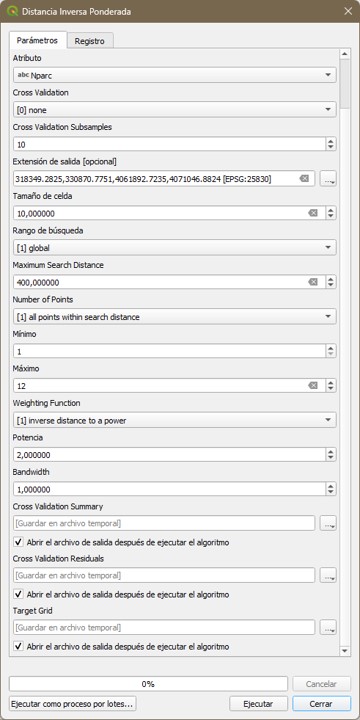 Distancia Inversa Ponderada
Parámetros Registro
Atributo
abc Nparc
Cross Validation
[0] none
Cross Validation Subsamples
10
Extensión de salida [opcional]
318349.2825,330870.7751,4061892.7235,4071046.8824 [EPSG:25830]
...
Tamaño de celda
10,000000
Rango de búsqueda
[1] global
Maximum Search Distance
400,000000
Number of Points
[1] all points within search distance
Mínimo
1
Máximo
12
Weighting Function
[1] inverse distance to a power
Potencia
2,000000
Bandwidth
1,000000
Cross Validation Summary
[Guardar en archivo temporal] ...
Abrir el archivo de salida después de ejecutar el algoritmo
Cross Validation Residuals
[Guardar en archivo temporal] ...
Abrir el archivo de salida después de ejecutar el algoritmo
Target Grid
[Guardar en archivo temporal] ...
Abrir el archivo de salida después de ejecutar el algoritmo
0% Cancelar
Ejecutar como proceso por lotes... Ejecutar Cerrar